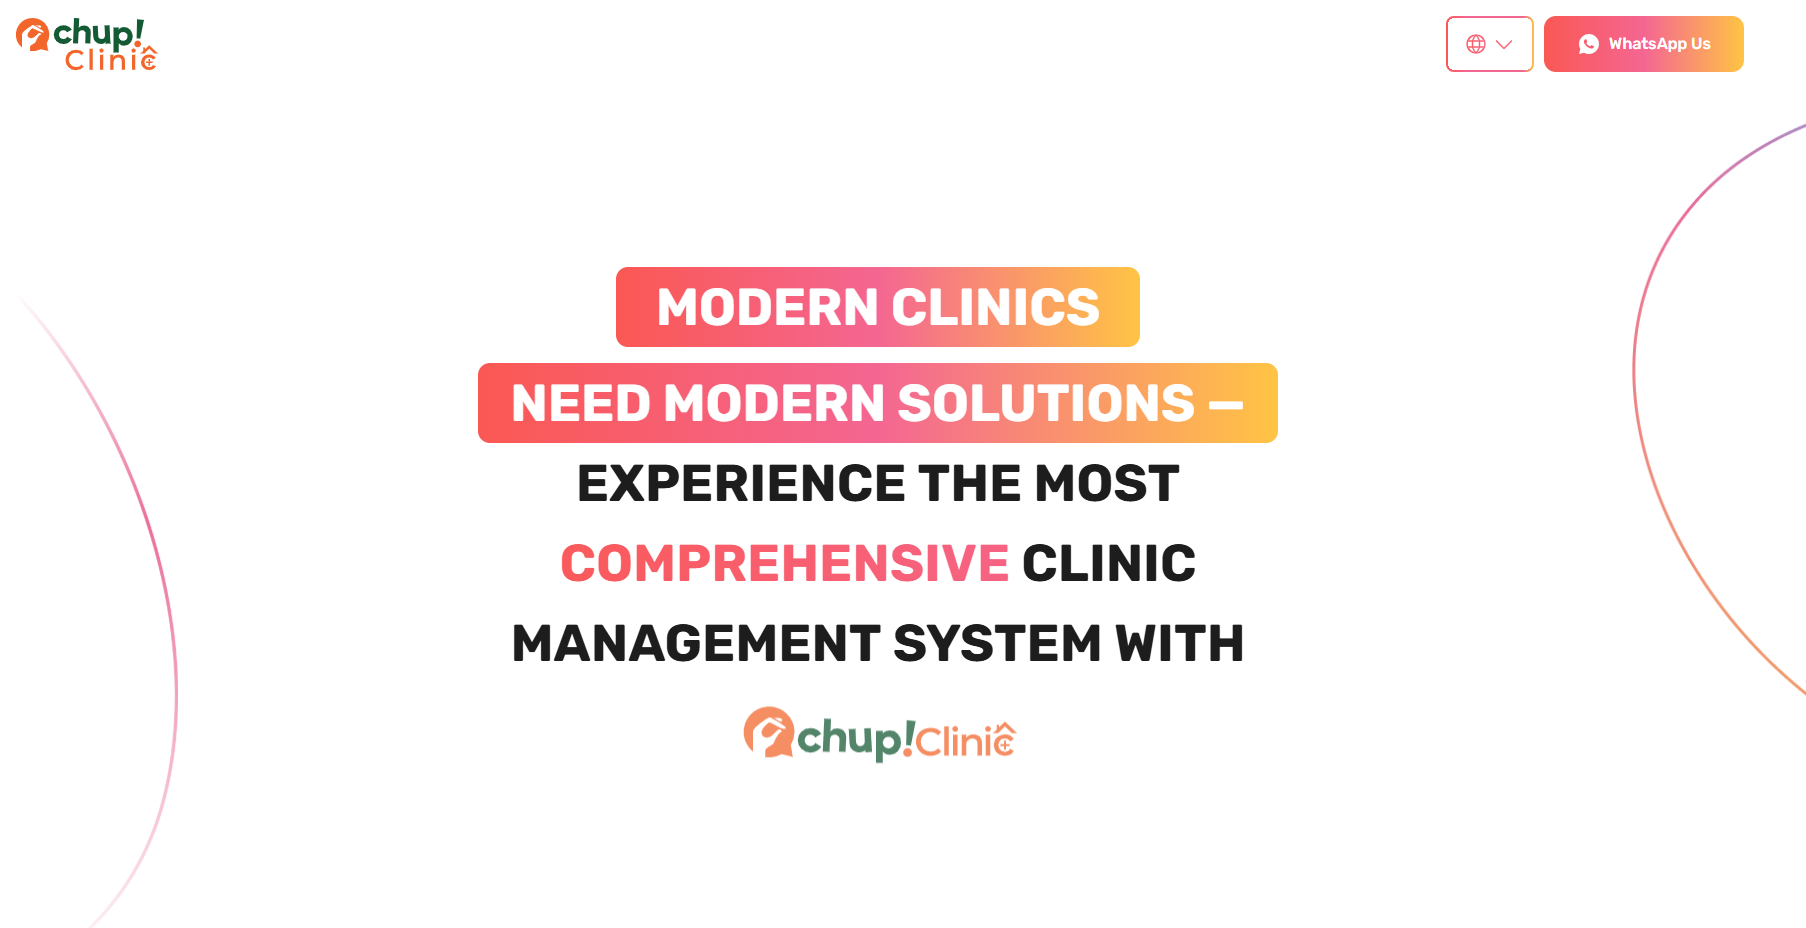 chup!
Clinic
WhatsApp Us
MODERN CLINICS
NEED MODERN SOLUTIONS —
EXPERIENCE THE MOST
COMPREHENSIVE CLINIC
MANAGEMENT SYSTEM WITH
chup!Clinic